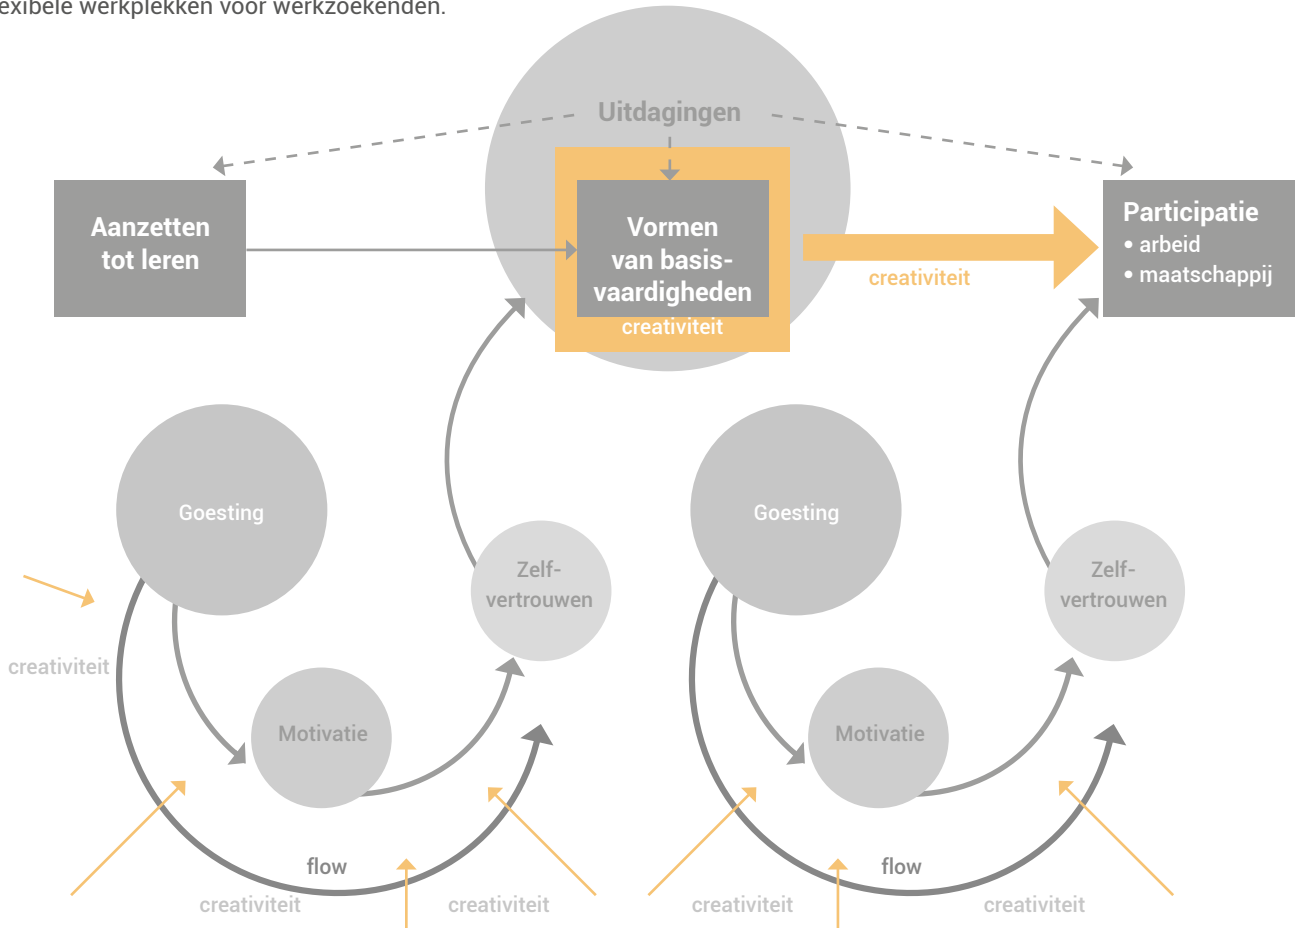 werkplekken voor werkzoekenden.
Uitdagingen
Aanzetten
tot leren
Vormen
van basis-
vaardigheden
creativiteit
creativiteit
Participatie
• arbeid
• maatschappij
Goesting
Zelf-
vertrouwen
creativiteit
Motivatie
flow
creativiteit
creativiteit
Goesting
Zelf-
vertrouwen
Motivatie
flow
creativiteit
creativiteit